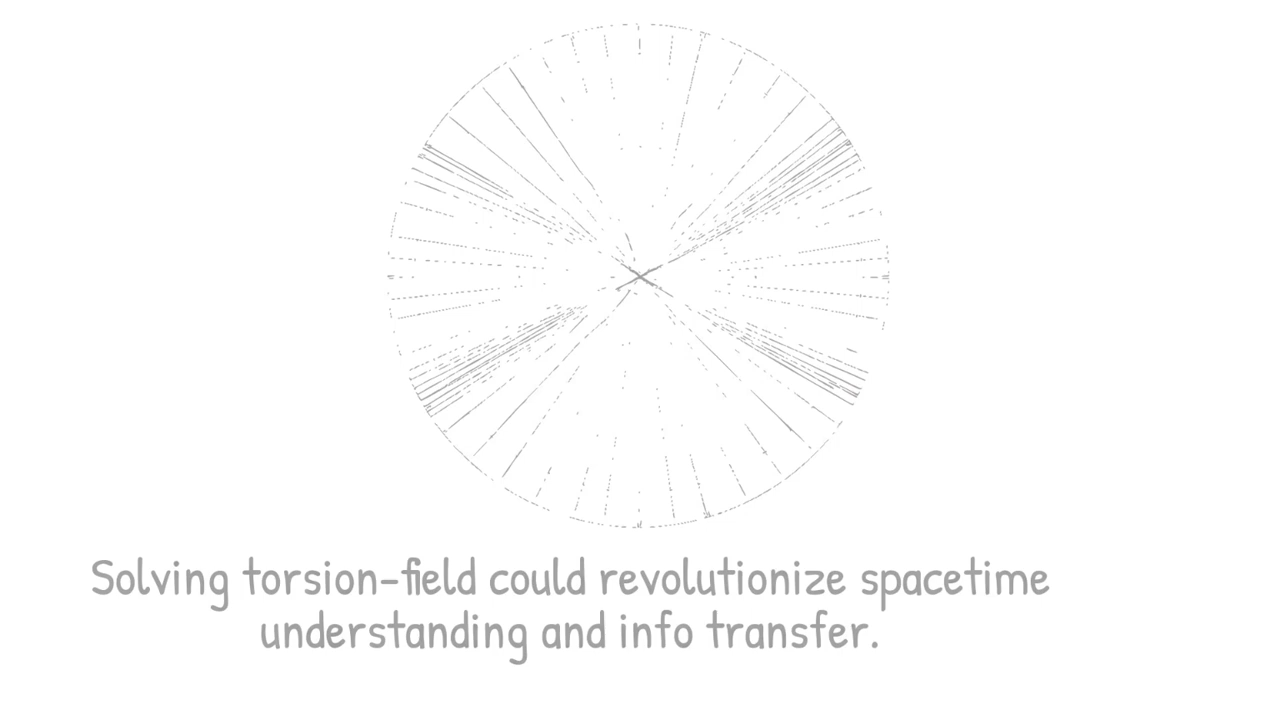 Solving torsion-field could revolutionize spacetime
understanding and info transfer.